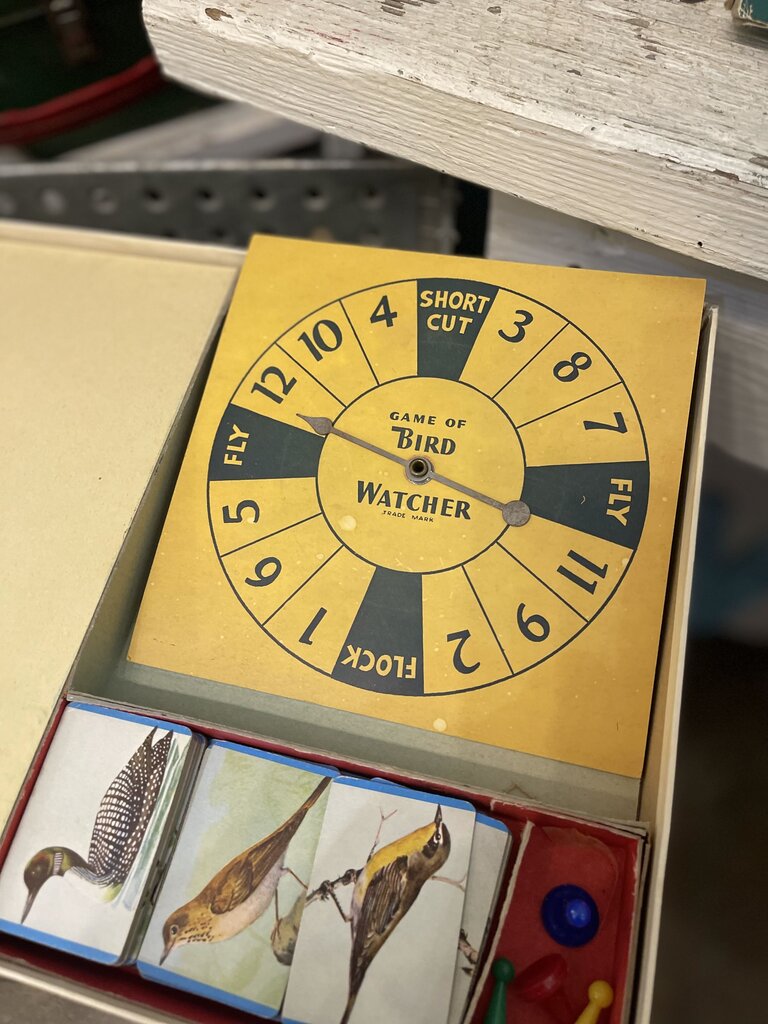 SHORT
CUT
3
8
7
FLY
11
9
2
FLOCK
1
6
5
FLY
12
10
4
GAME OF
BIRD
WATCHER
TRADE MARK